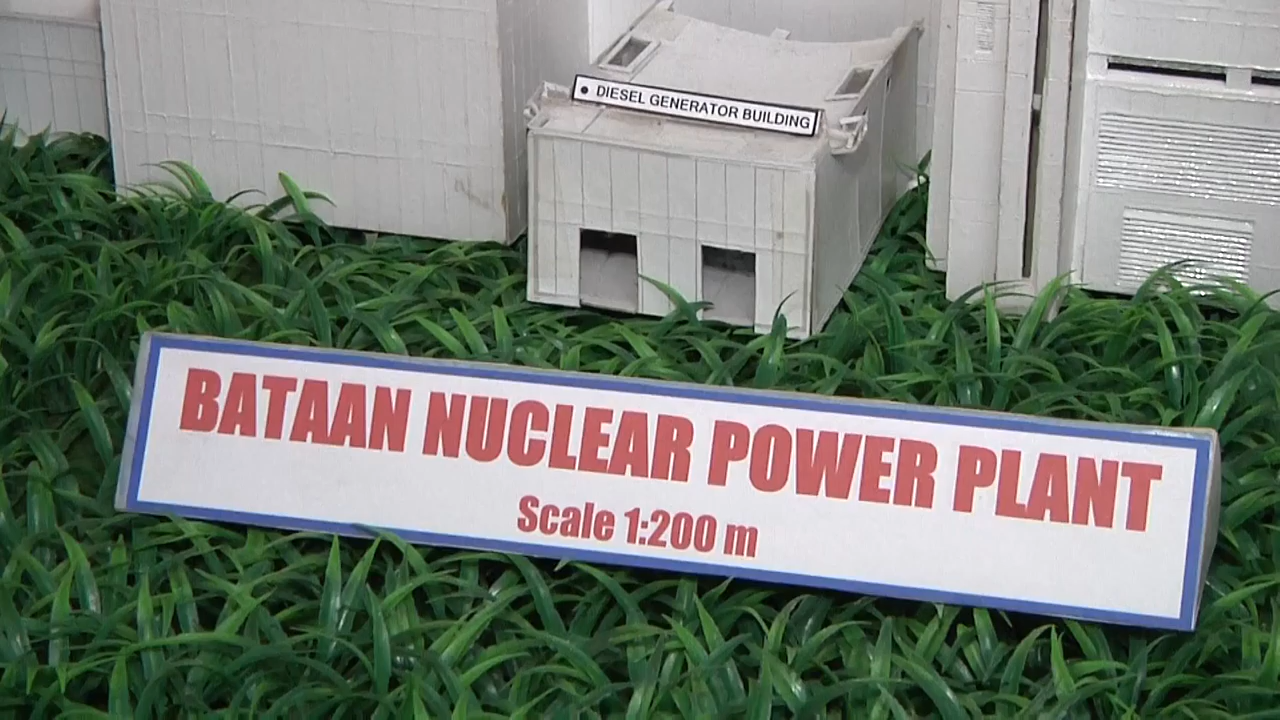 • DIESEL GENERATOR BUILDING
BATAAN NUCLEAR POWER PLANT
Scale 1:200 m